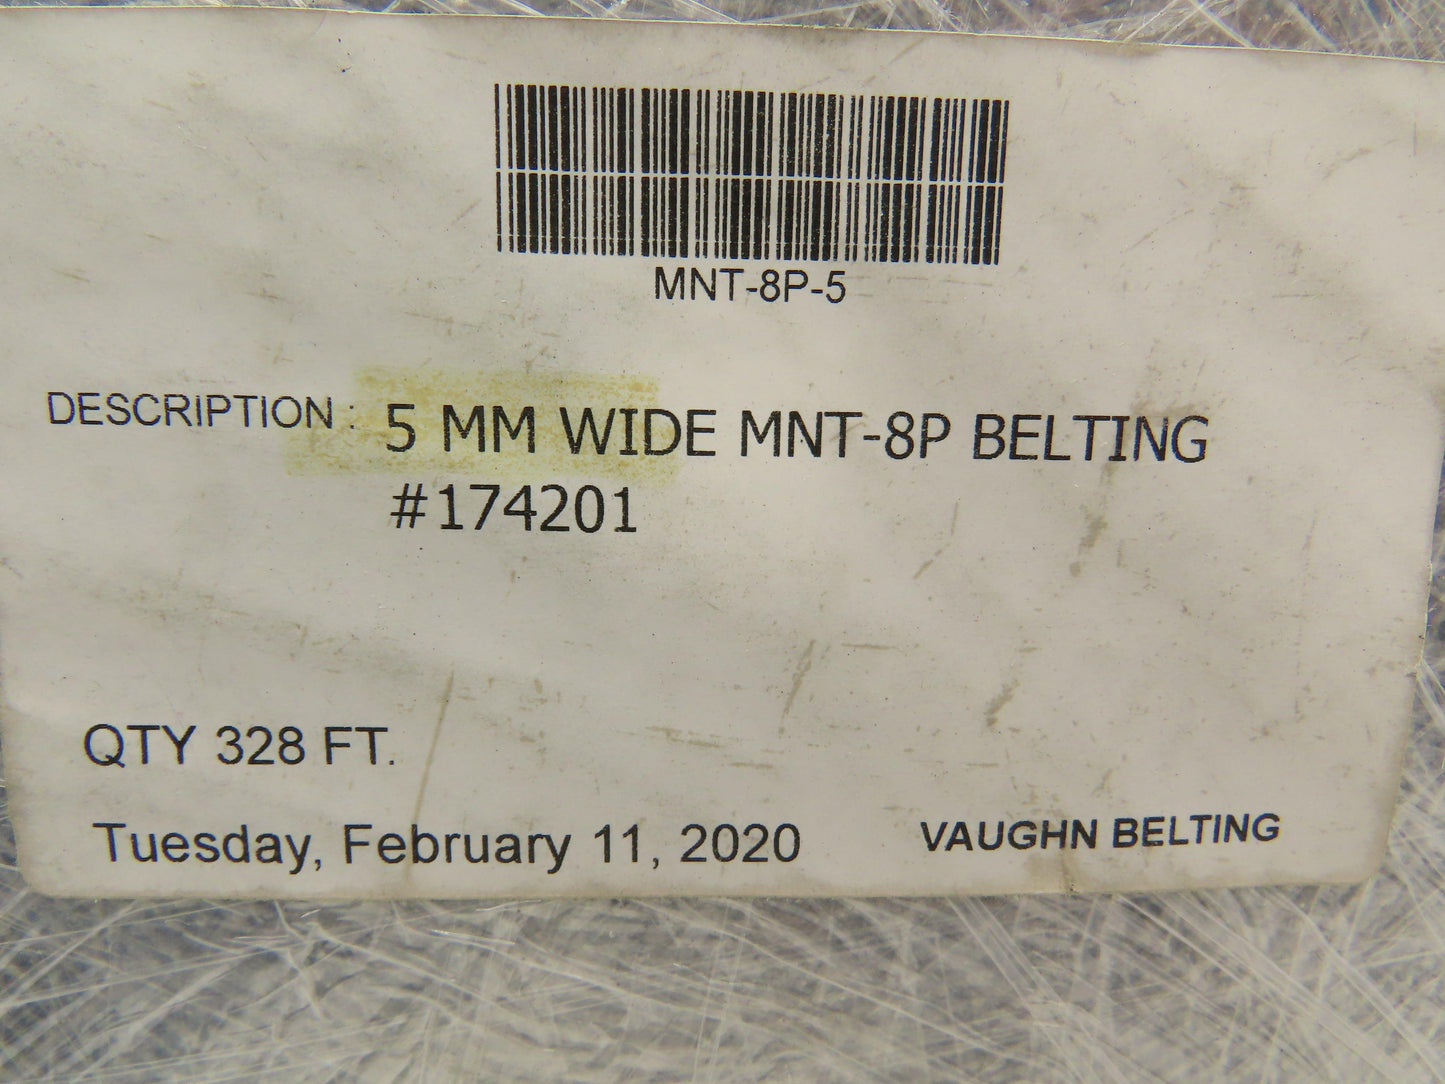 MNT-8P-5
DESCRIPTION : 5 MM WIDE MNT-8P BELTING
#174201
QTY 328 FT.
Tuesday, February 11, 2020 VAUGHN BELTING